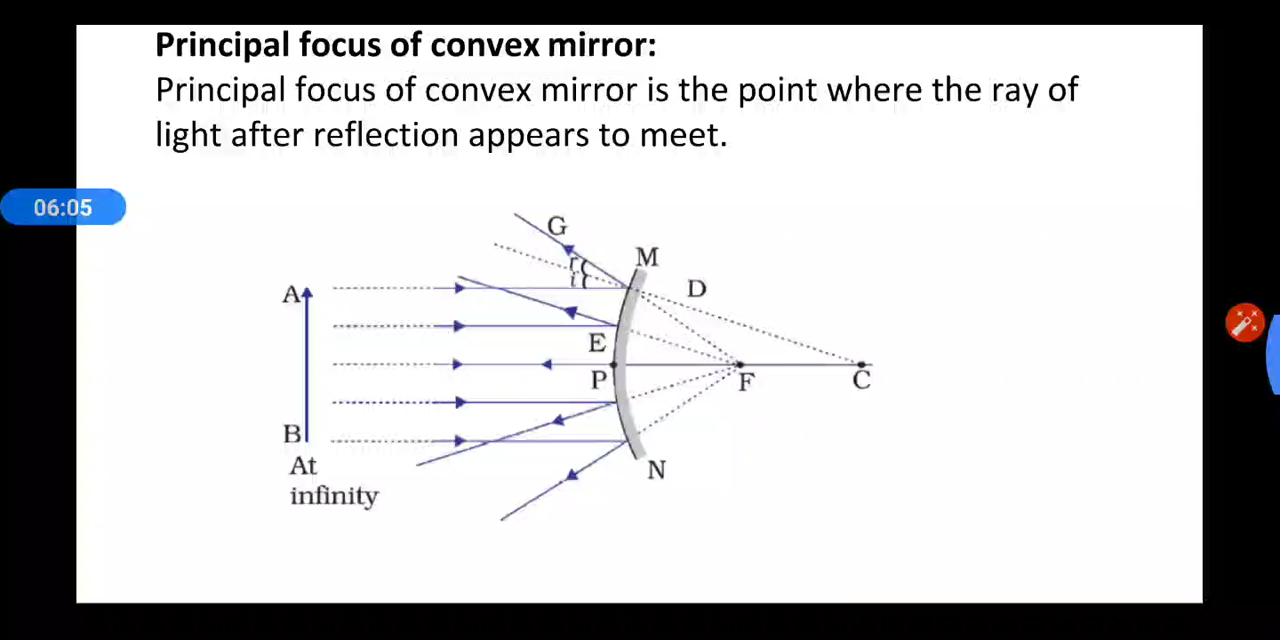 Principal focus of convex mirror:
Principal focus of convex mirror is the point where the ray of
light after reflection appears to meet.
06:05
G
M
r
i
D
A
E
P
F
C
B
At
infinity
N